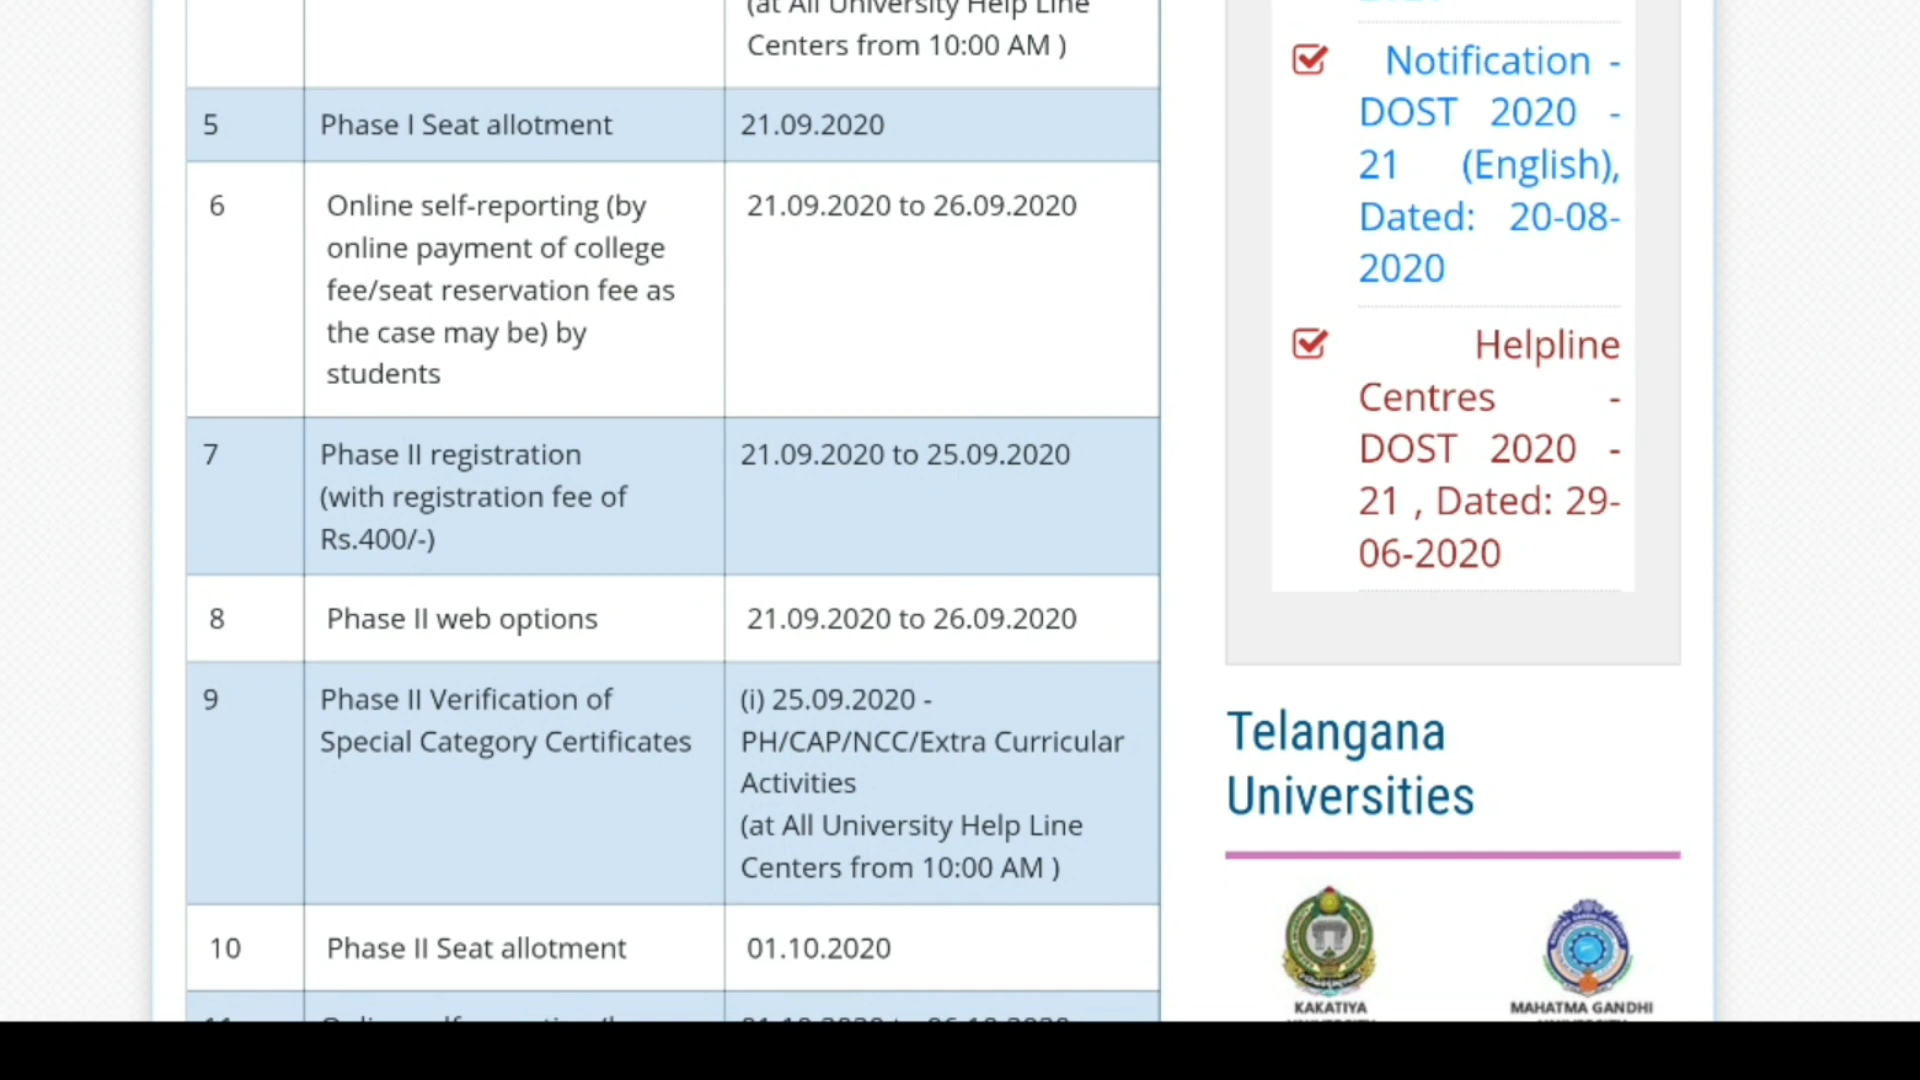 (at All University Help Line
Centers from 10:00 AM )
5
Phase I Seat allotment
21.09.2020
6
Online self-reporting (by
online payment of college
fee/seat reservation fee as
the case may be) by
students
21.09.2020 to 26.09.2020
7
Phase II registration
(with registration fee of
Rs.400/-)
21.09.2020 to 25.09.2020
8
Phase II web options
21.09.2020 to 26.09.2020
9
Phase II Verification of
Special Category Certificates
(i) 25.09.2020 -
PH/CAP/NCC/Extra Curricular
Activities
(at All University Help Line
Centers from 10:00 AM )
10
Phase II Seat allotment
01.10.2020
Notification -
DOST 2020 -
21 (English),
Dated: 20-08-
2020
Helpline
Centres -
DOST 2020 -
21 , Dated: 29-
06-2020
Telangana
Universities
KAKATIYA
MAHATMA GANDHI